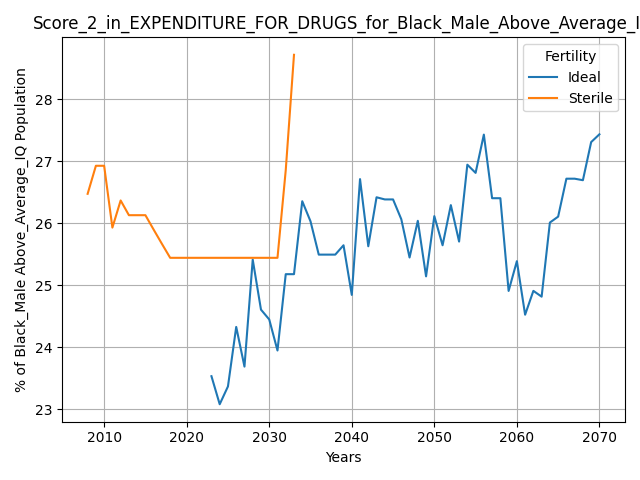 Score_2_in_EXPENDITURE_FOR_DRUGS_for_Black_Male_Above_Average_I
Fertility
Ideal
Sterile
% of Black_Male Above_Average_IQ Population
28
27
26
25
24
23
2010 2020 2030 2040 2050 2060 2070
Years